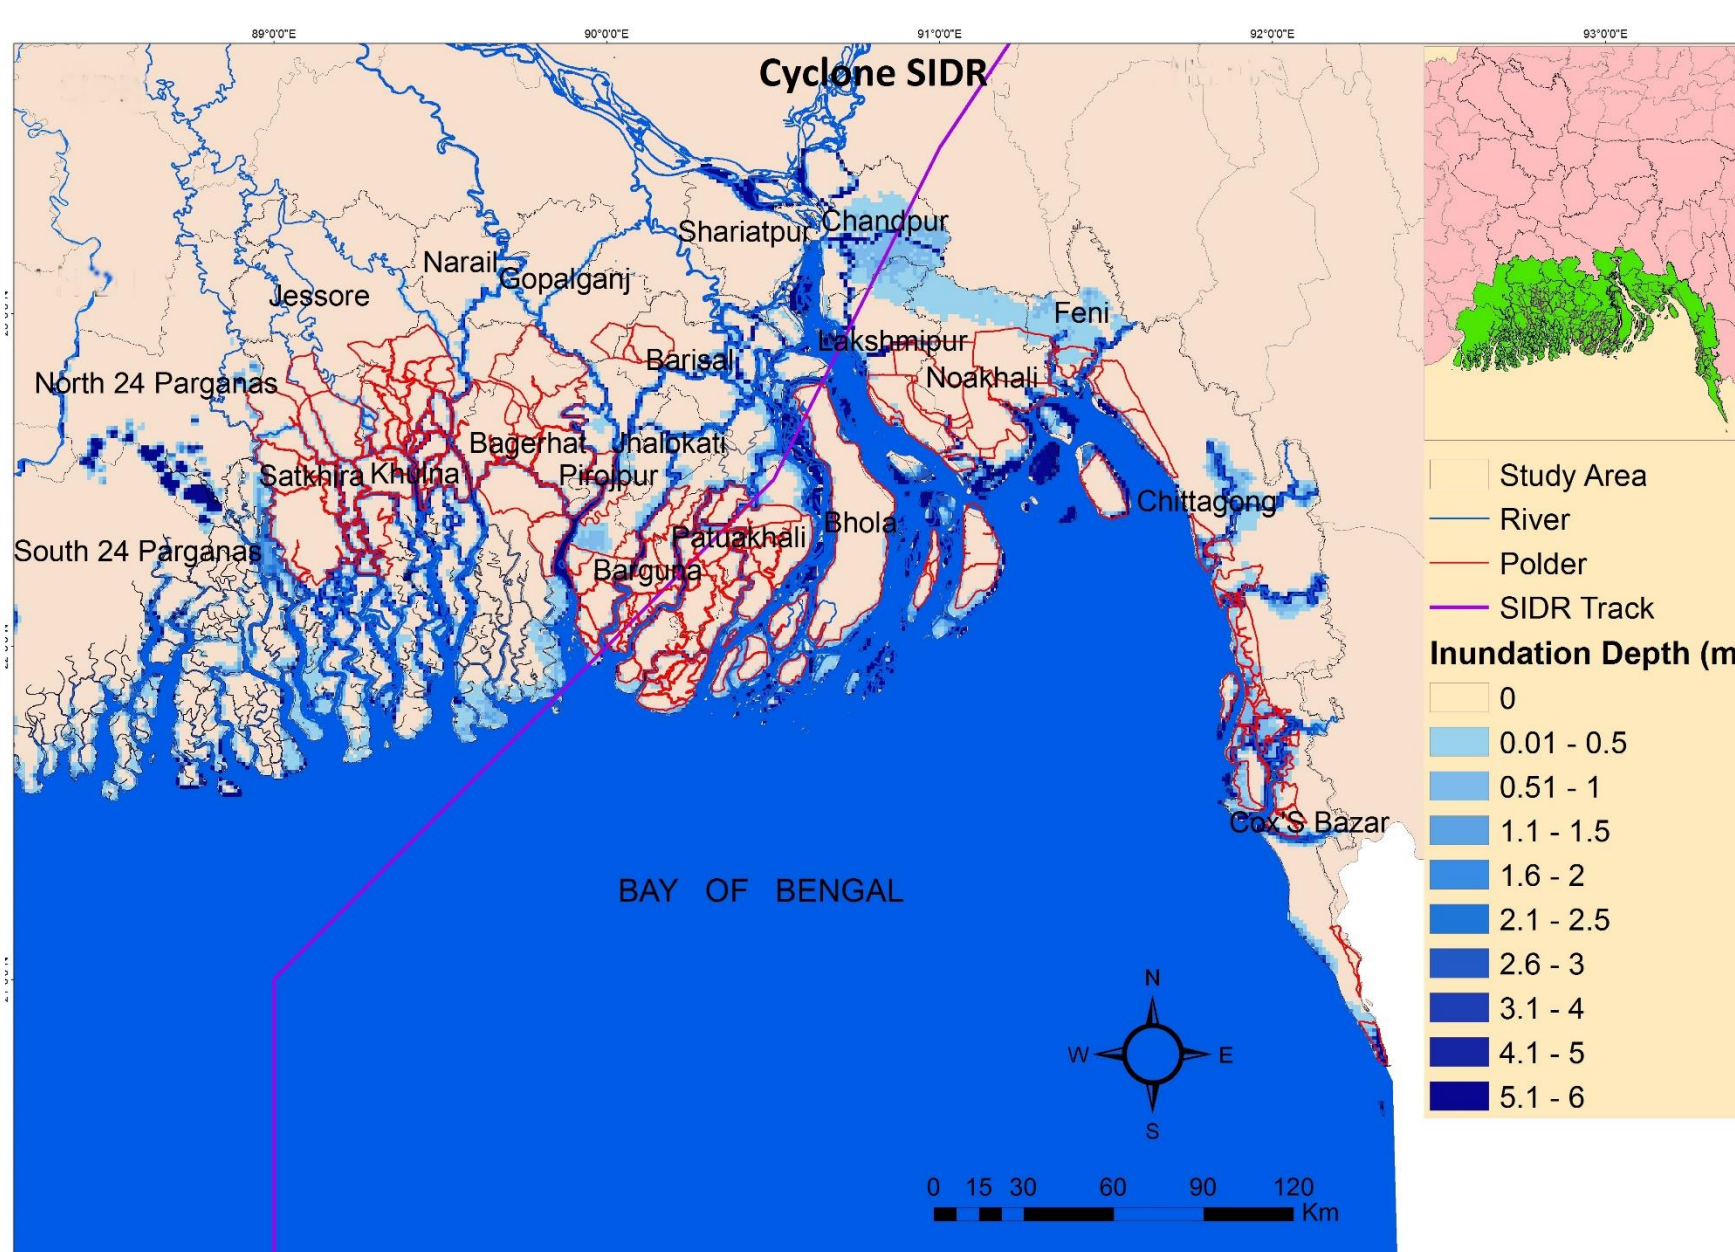 89°0'0"E
90°0'0"E
91°0'0"E
92°0'0"E
93°0'0"E
Cyclone SIDR
Shariatpur
Chandpur
Narail
Gopalganj
Jessore
Feni
Lakshmipur
Barisal
Noakhali
North 24 Parganas
Bagerhat
Jhalokati
Satkhira
Khulna
Pirojpur
Chittagong
Bhola
Patuakhali
South 24 Parganas
Barguna
Cox'S Bazar
BAY OF BENGAL
N
W
E
S
0 15 30 60 90 120
Km
Study Area
River
Polder
SIDR Track
Inundation Depth (m
0
0.01 - 0.5
0.51 - 1
1.1 - 1.5
1.6 - 2
2.1 - 2.5
2.6 - 3
3.1 - 4
4.1 - 5
5.1 - 6